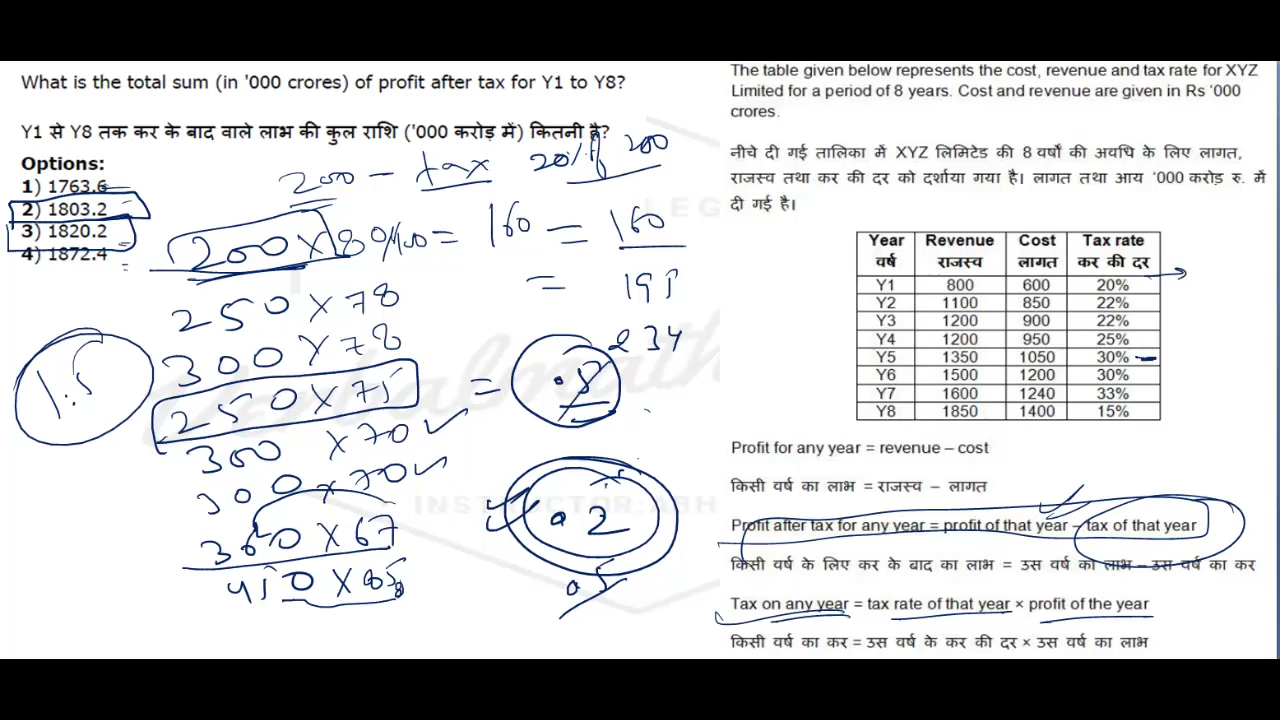 What is the total sum (in '000 crores) of profit after tax for Y1 to Y8?
Y1 से Y8 तक कर के बाद वाले लाभ की कुल राशि ('000 करोड़ में) कितनी है?
Options:
1) 1763.6
2) 1803.2
3) 1820.2
4) 1872.4
200 - tax 20% of 200
200 X 80/100 = 160 = 160
250 X 78 = 195
300 X 78 234
250 X 75 = .5
1.5
300 X 70
300 X 70
360 X 67 .2
450 X 85 .5
The table given below represents the cost, revenue and tax rate for XYZ
Limited for a period of 8 years. Cost and revenue are given in Rs '000
crores.
नीचे दी गई तालिका में XYZ लिमिटेड की 8 वर्षों की अवधि के लिए लागत,
राजस्व तथा कर की दर को दर्शाया गया है। लागत तथा आय '000 करोड़ रु. में
दी गई है।
Year Revenue Cost Tax rate
वर्ष राजस्व लागत कर की दर
Y1 800 600 20%
Y2 1100 850 22%
Y3 1200 900 22%
Y4 1200 950 25%
Y5 1350 1050 30%
Y6 1500 1200 30%
Y7 1600 1240 33%
Y8 1850 1400 15%
Profit for any year = revenue – cost
किसी वर्ष का लाभ = राजस्व – लागत
Profit after tax for any year = profit of that year – tax of that year
किसी वर्ष के लिए कर के बाद का लाभ = उस वर्ष का लाभ – उस वर्ष का कर
Tax on any year = tax rate of that year × profit of the year
किसी वर्ष का कर = उस वर्ष के कर की दर × उस वर्ष का लाभ